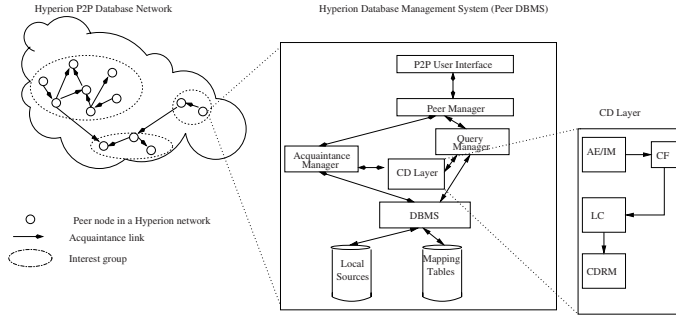 Hyperion P2P Database Network
Hyperion Database Management System (Peer DBMS)
P2P User Interface
Peer Manager
Query
Manager
Acquaintance
Manager
CD Layer
DBMS
Local
Sources
Mapping
Tables
CD Layer
AE/IM
CF
LC
CDRM
Peer node in a Hyperion network
Acquaintance link
Interest group